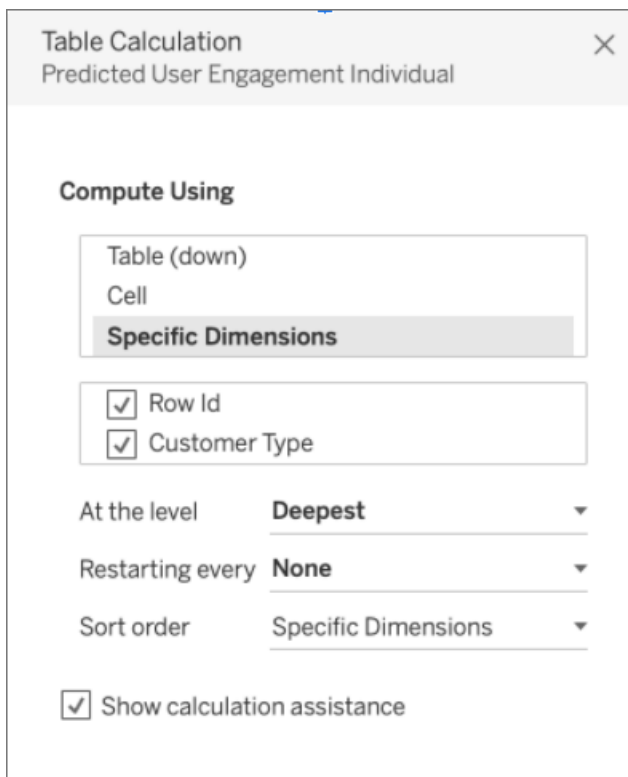 Table Calculation
Predicted User Engagement Individual
Compute Using
Table (down)
Cell
Specific Dimensions
Row Id
Customer Type
At the level Deepest
Restarting every None
Sort order Specific Dimensions
Show calculation assistance